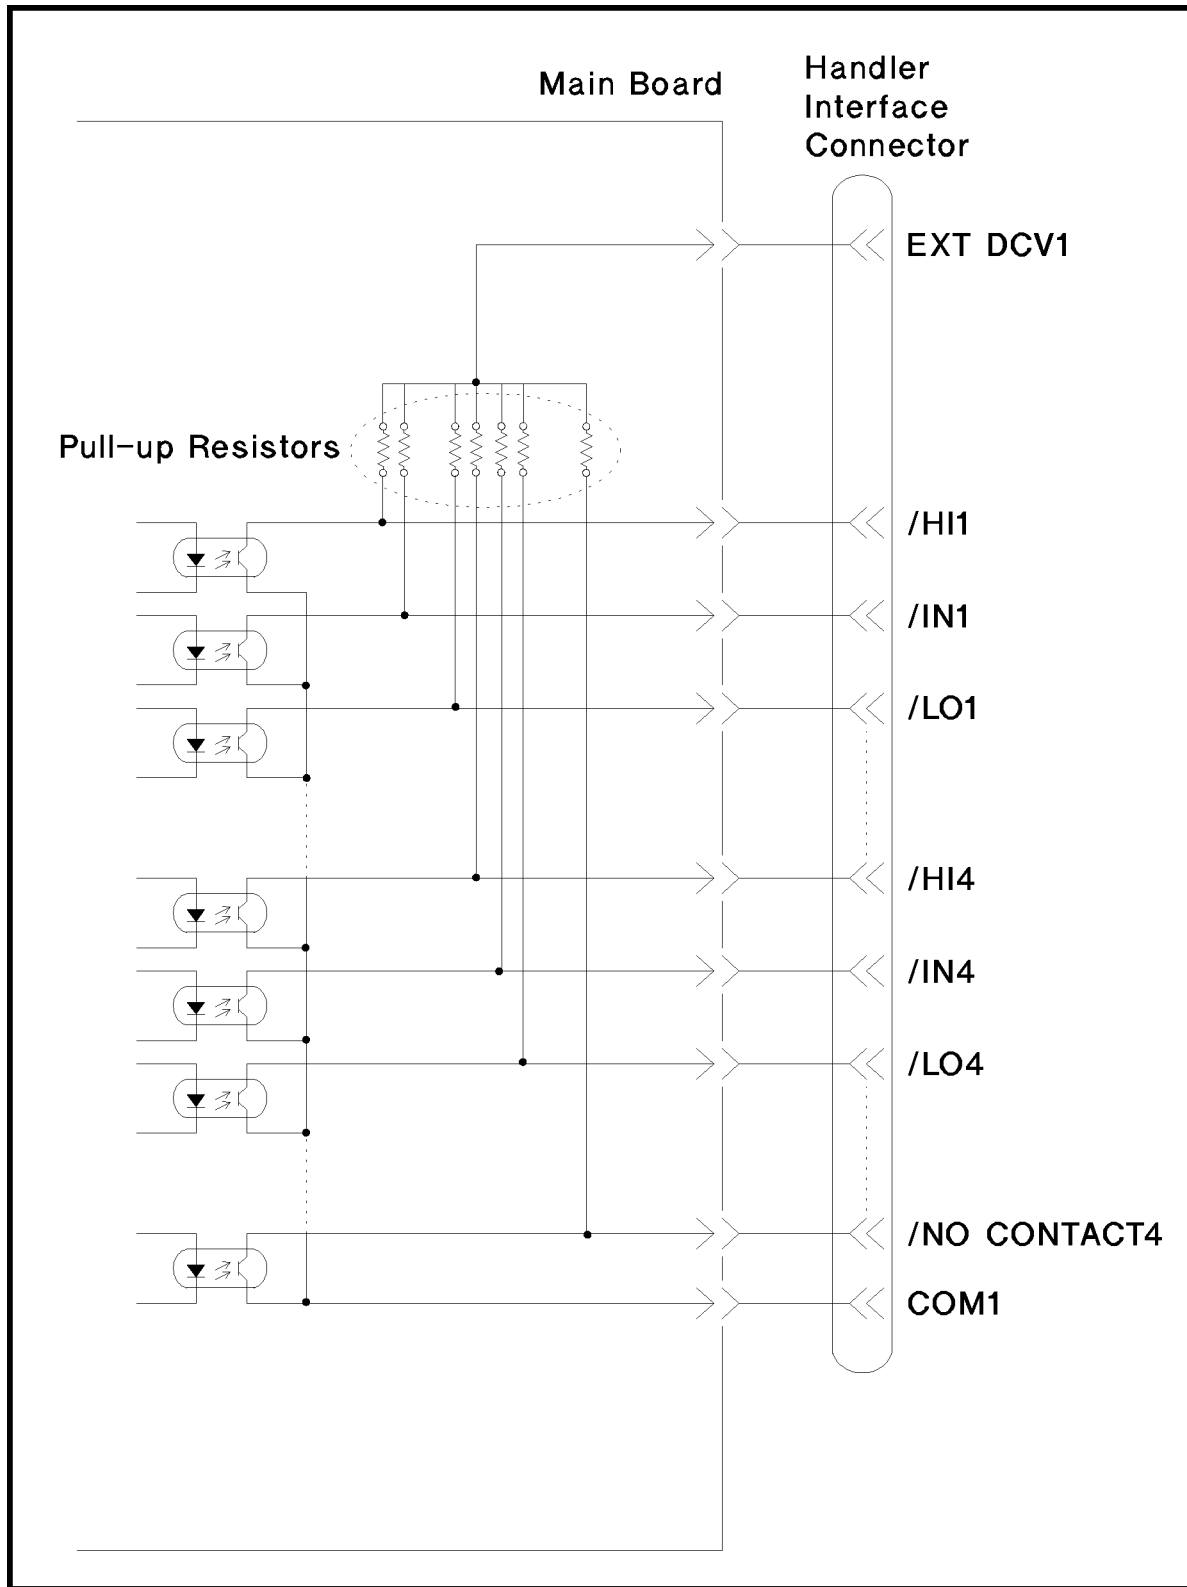 Main Board
Handler
Interface
Connector
EXT DCV1
Pull-up Resistors
/HI1
/IN1
/LO1
/HI4
/IN4
/LO4
/NO CONTACT4
COM1